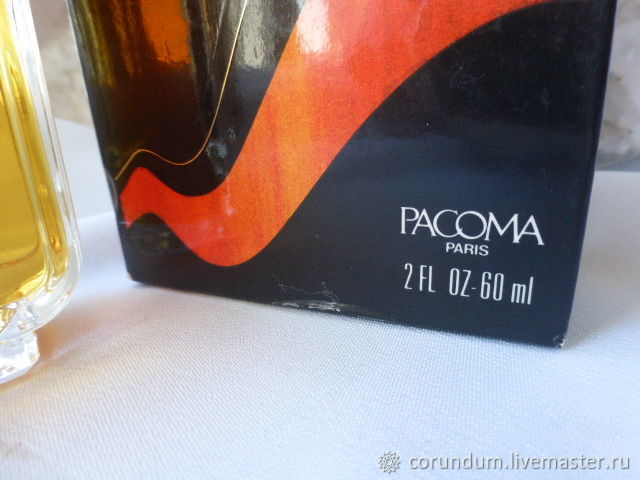 PACOMA
PARIS
2 FL OZ-60 ml
corundum.livemaster.ru